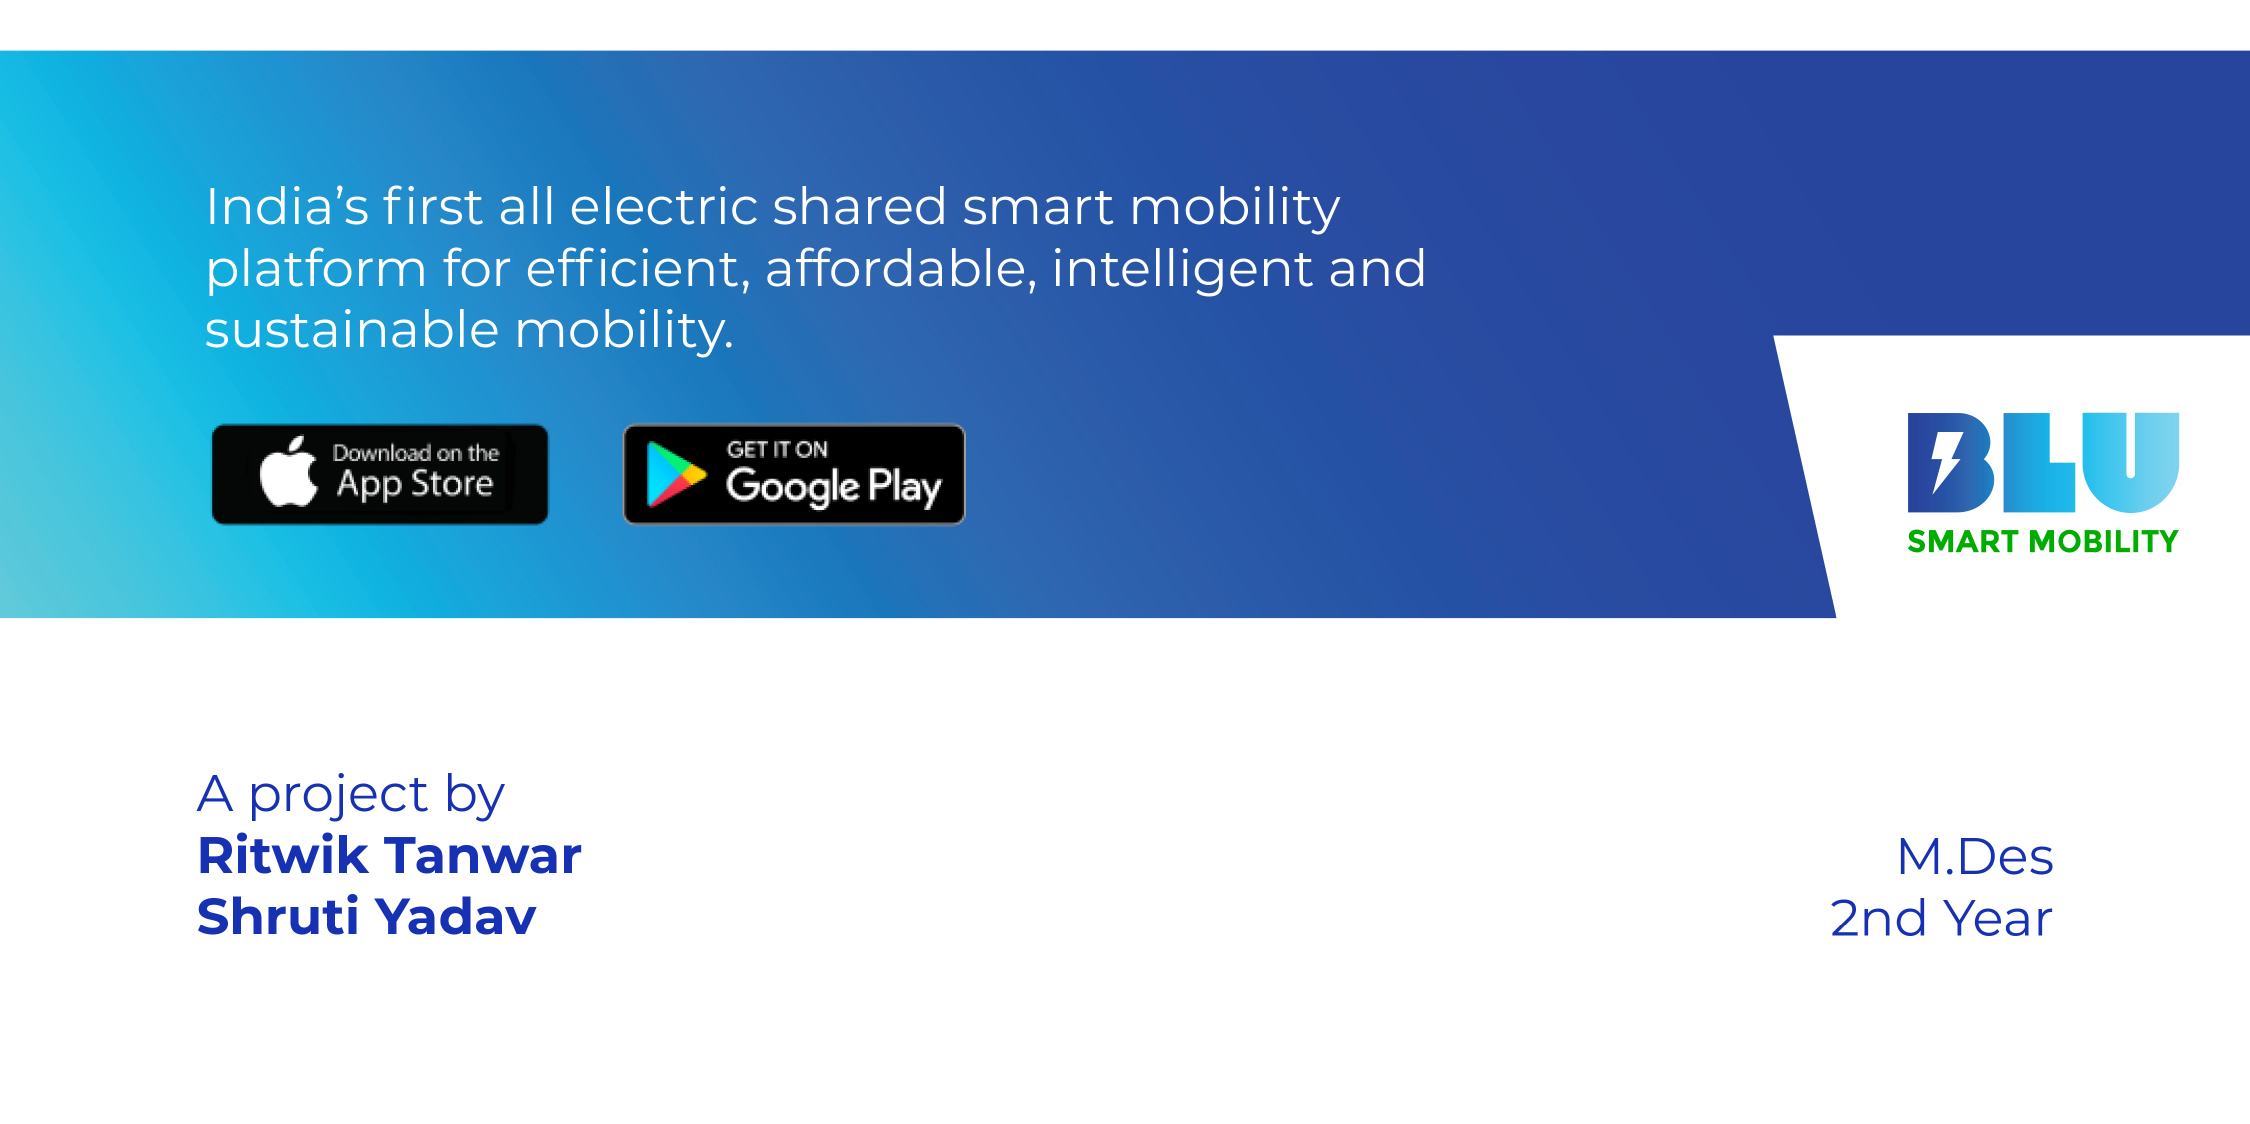 India’s first all electric shared smart mobility
platform for efficient, affordable, intelligent and
sustainable mobility.
Download on the
App Store
GET IT ON
Google Play
BLU
SMART MOBILITY
A project by
Ritwik Tanwar
Shruti Yadav
M.Des
2nd Year